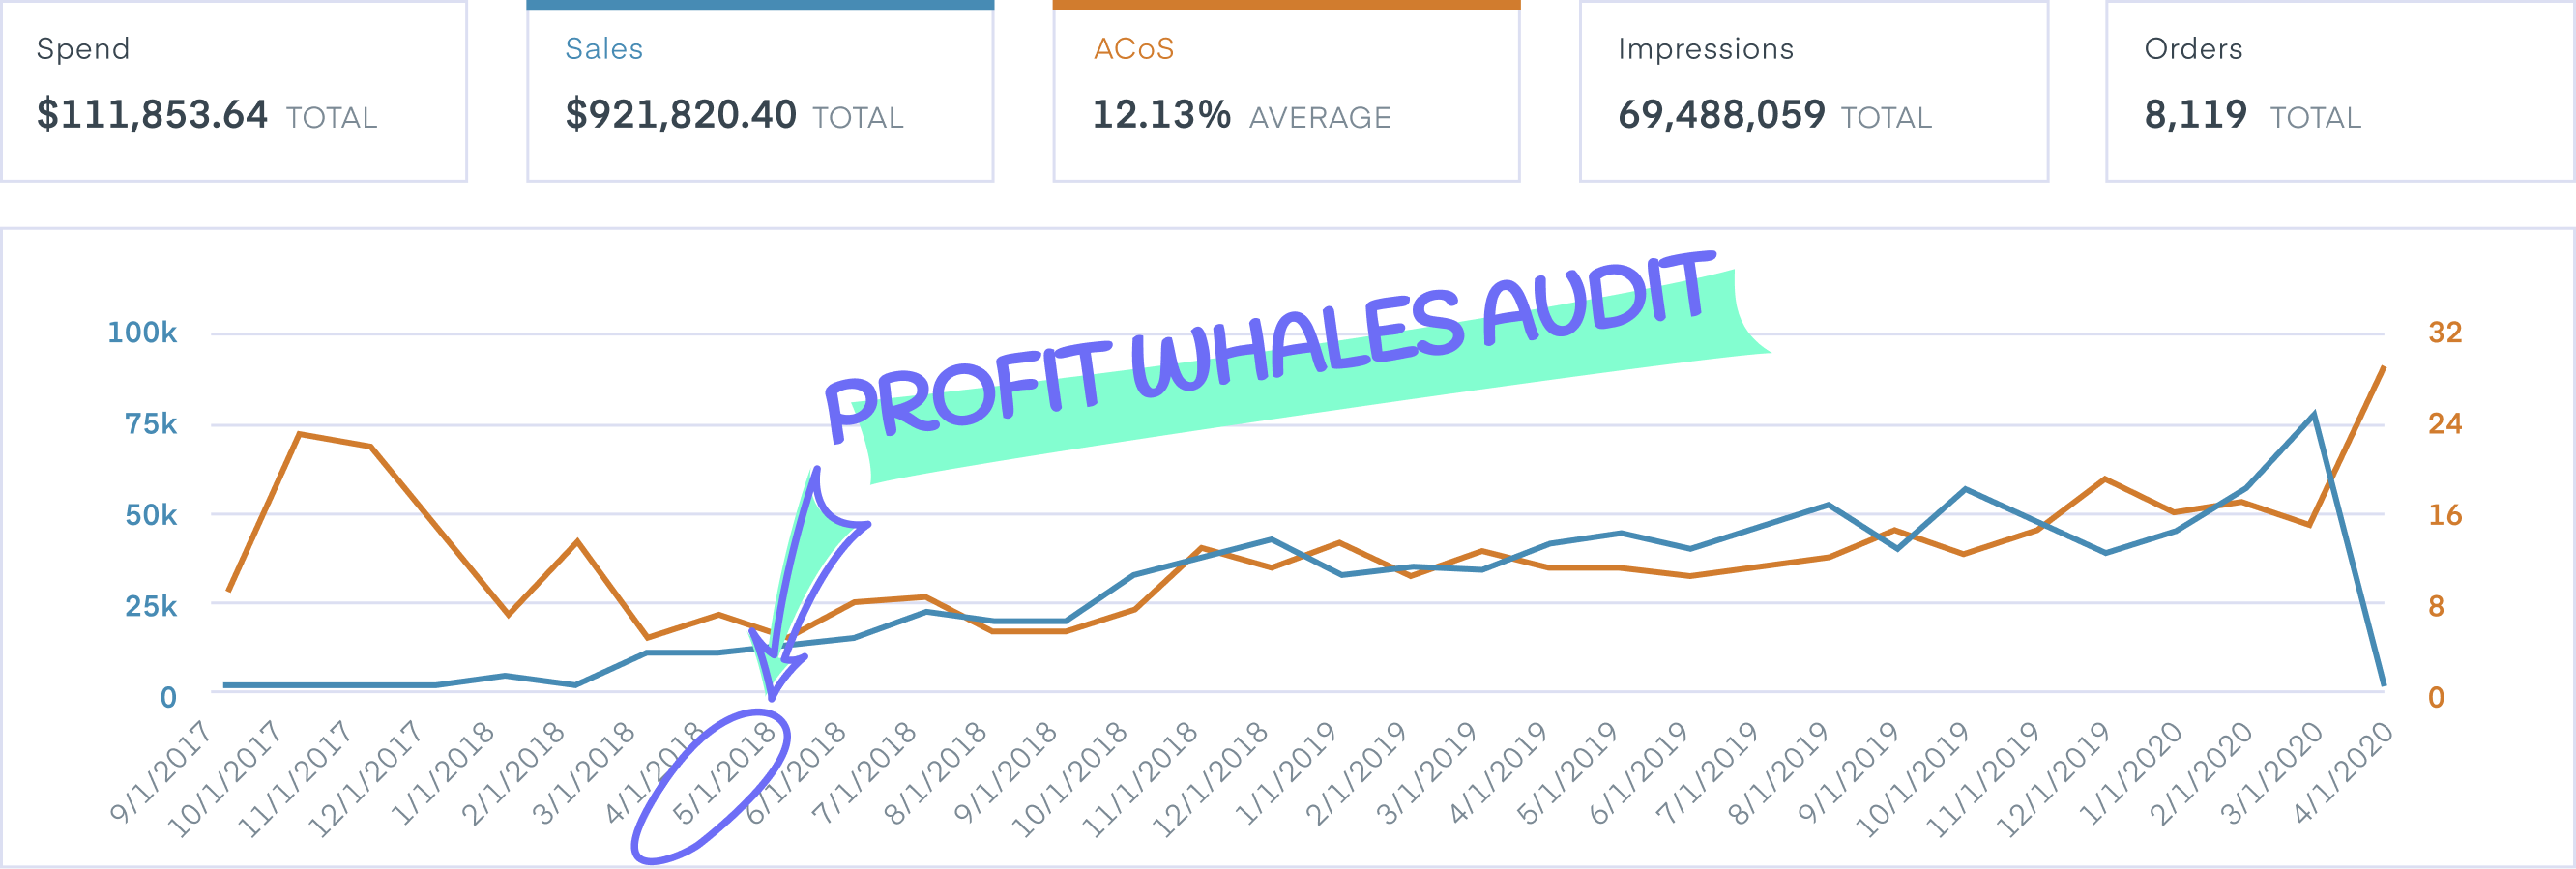 Spend
$111,853.64 TOTAL
Sales
$921,820.40 TOTAL
ACoS
12.13% AVERAGE
Impressions
69,488,059 TOTAL
Orders
8,119 TOTAL
PROFIT WHALES AUDIT
100k
75k
50k
25k
0
32
24
16
8
0
9/1/2017
10/1/2017
11/1/2017
12/1/2017
1/1/2018
2/1/2018
3/1/2018
4/1/2018
5/1/2018
6/1/2018
7/1/2018
8/1/2018
9/1/2018
10/1/2018
11/1/2018
12/1/2018
1/1/2019
2/1/2019
3/1/2019
4/1/2019
5/1/2019
6/1/2019
7/1/2019
8/1/2019
9/1/2019
10/1/2019
11/1/2019
12/1/2019
1/1/2020
2/1/2020
3/1/2020
4/1/2020